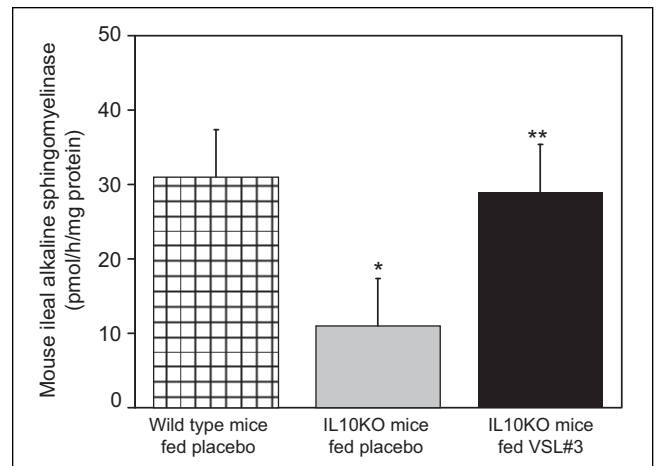 Mouse ileal alkaline sphingomyelinase
(pmol/h/mg protein)
50
40
30
20
10
0
*
**
Wild type mice
fed placebo
IL10KO mice
fed placebo
IL10KO mice
fed VSL#3